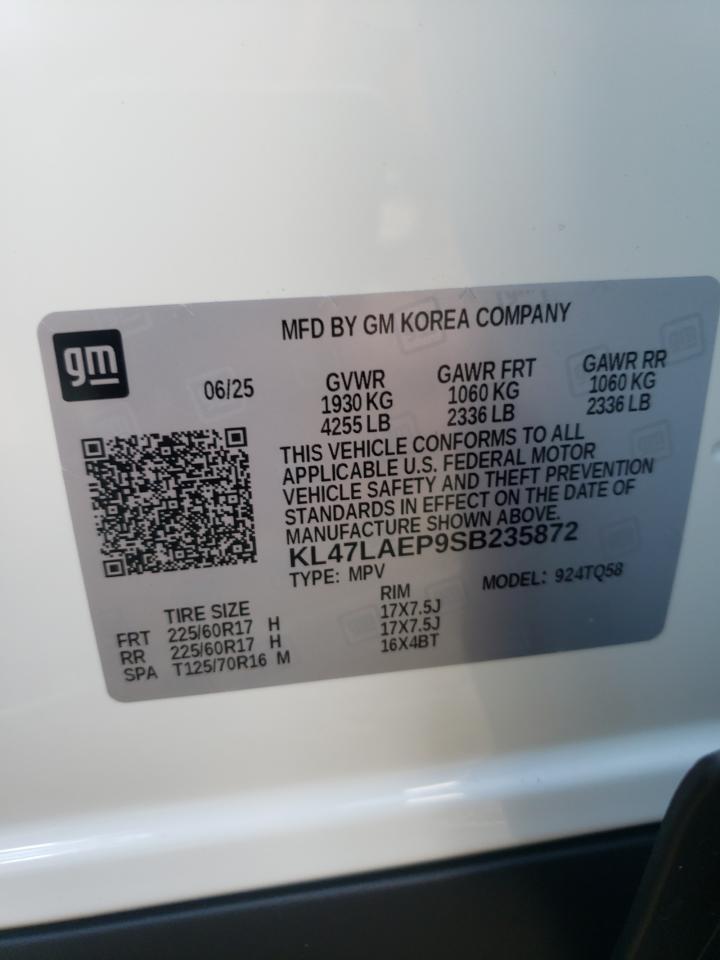 gm
MFD BY GM KOREA COMPANY
06/25
GVWR
1930 KG
4255 LB
GAWR FRT
1060 KG
2336 LB
GAWR RR
1060 KG
2336 LB
THIS VEHICLE CONFORMS TO ALL
APPLICABLE U.S. FEDERAL MOTOR
VEHICLE SAFETY AND THEFT PREVENTION
STANDARDS IN EFFECT ON THE DATE OF
MANUFACTURE SHOWN ABOVE.
KL47LAEP9SB235872
TYPE: MPV MODEL: 924TQ58
TIRE SIZE RIM
FRT 225/60R17 H 17X7.5J
RR 225/60R17 H 17X7.5J
SPA T125/70R16 M 16X4BT